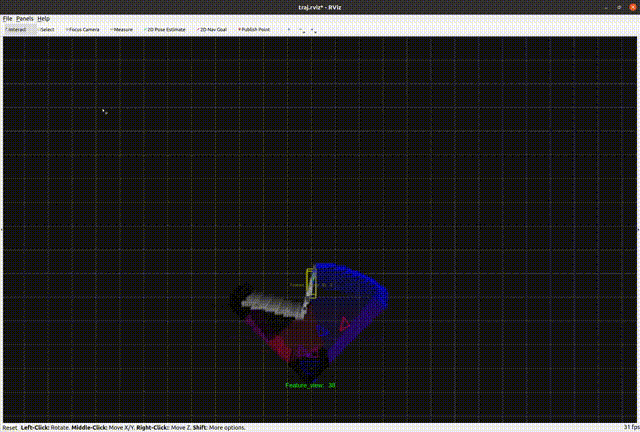 traj.rviz* - RViz
File Panels Help
Interact Select Focus Camera Measure 2D Pose Estimate 2D Nav Goal Publish Point
Feature_view: 38
Reset Left-Click: Rotate. Middle-Click: Move X/Y. Right-Click:: Move Z. Shift: More options.
31 fps